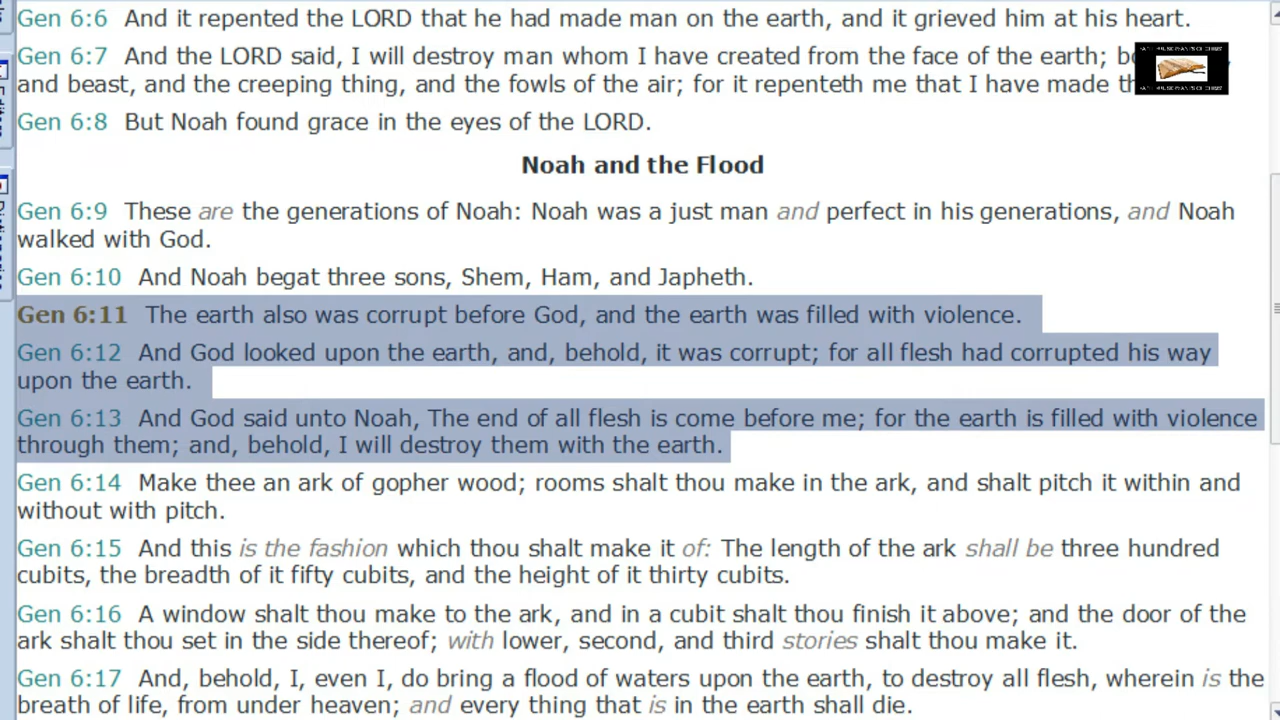 Gen 6:6 And it repented the LORD that he had made man on the earth, and it grieved him at his heart.
Gen 6:7 And the LORD said, I will destroy man whom I have created from the face of the earth;
and beast, and the creeping thing, and the fowls of the air; for it repenteth me that I have made
Gen 6:8 But Noah found grace in the eyes of the LORD.
Noah and the Flood
Gen 6:9 These are the generations of Noah: Noah was a just man and perfect in his generations, and Noah
walked with God.
Gen 6:10 And Noah begat three sons, Shem, Ham, and Japheth.
Gen 6:11 The earth also was corrupt before God, and the earth was filled with violence.
Gen 6:12 And God looked upon the earth, and, behold, it was corrupt; for all flesh had corrupted his way
upon the earth.
Gen 6:13 And God said unto Noah, The end of all flesh is come before me; for the earth is filled with violence
through them; and, behold, I will destroy them with the earth.
Gen 6:14 Make thee an ark of gopher wood; rooms shalt thou make in the ark, and shalt pitch it within and
without with pitch.
Gen 6:15 And this is the fashion which thou shalt make it of: The length of the ark shall be three hundred
cubits, the breadth of it fifty cubits, and the height of it thirty cubits.
Gen 6:16 A window shalt thou make to the ark, and in a cubit shalt thou finish it above; and the door of the
ark shalt thou set in the side thereof; with lower, second, and third stories shalt thou make it.
Gen 6:17 And, behold, I, even I, do bring a flood of waters upon the earth, to destroy all flesh, wherein is the
breath of life, from under heaven; and every thing that is in the earth shall die.